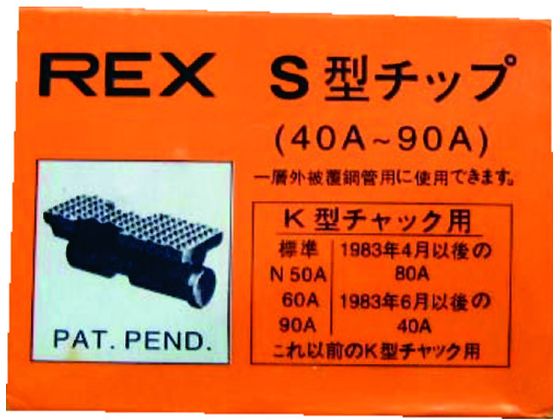 REX S型チップ
(40A~90A)
一層外被覆鋼管用に使用できます。
K型チャック用
標準 1983年4月以後の
N 50A 80A
60A 1983年6月以後の
90A 40A
これ以前のK型チャック用
PAT. PEND.